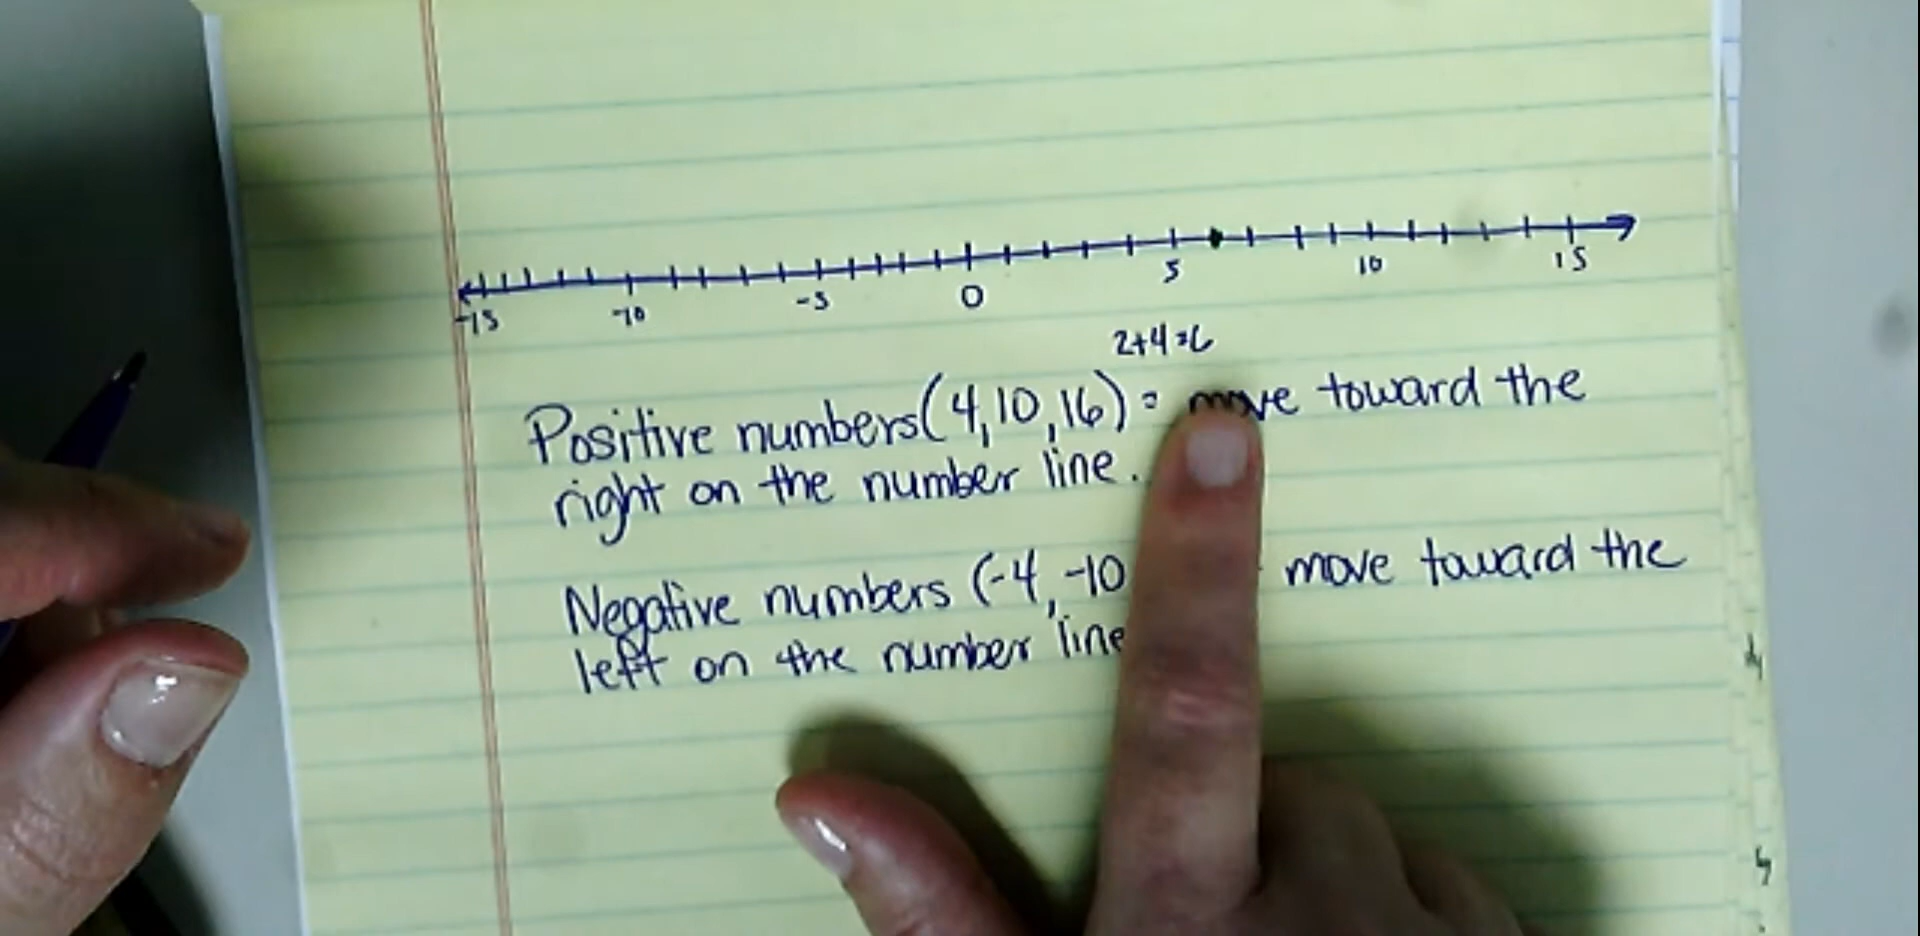 -15 -10 -5 0 5 10 15
2+4=6
Positive numbers (4,10,16) = move toward the
right on the number line.
Negative numbers (-4, -10 move toward the
left on the number line